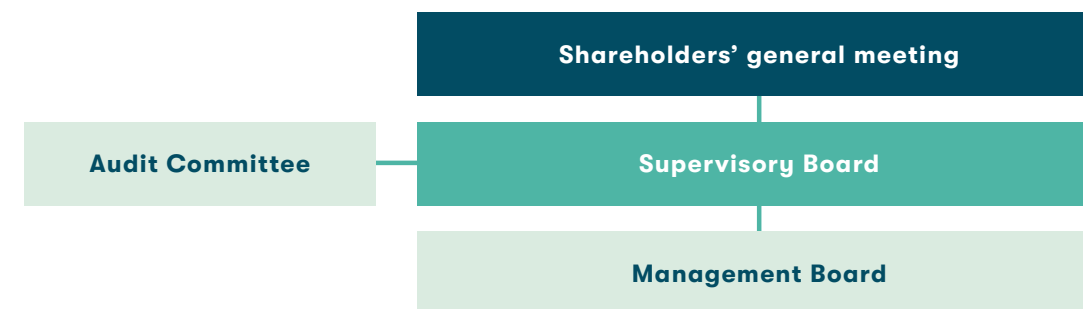 Shareholders’ general meeting
Audit Committee
Supervisory Board
Management Board